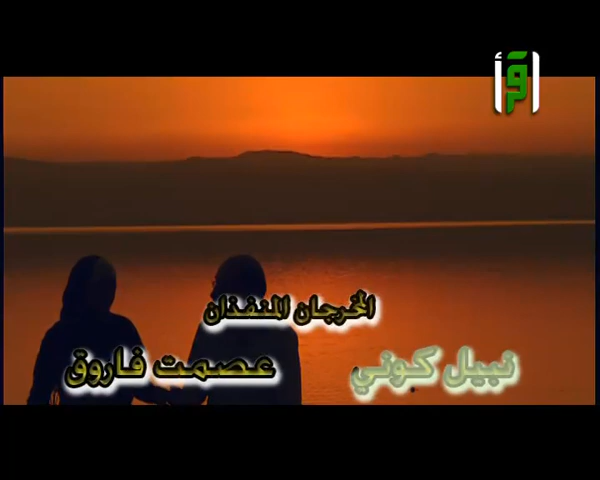 اقرأ
المخرجان المنفذان
نبيل كوني عصمت فاروق